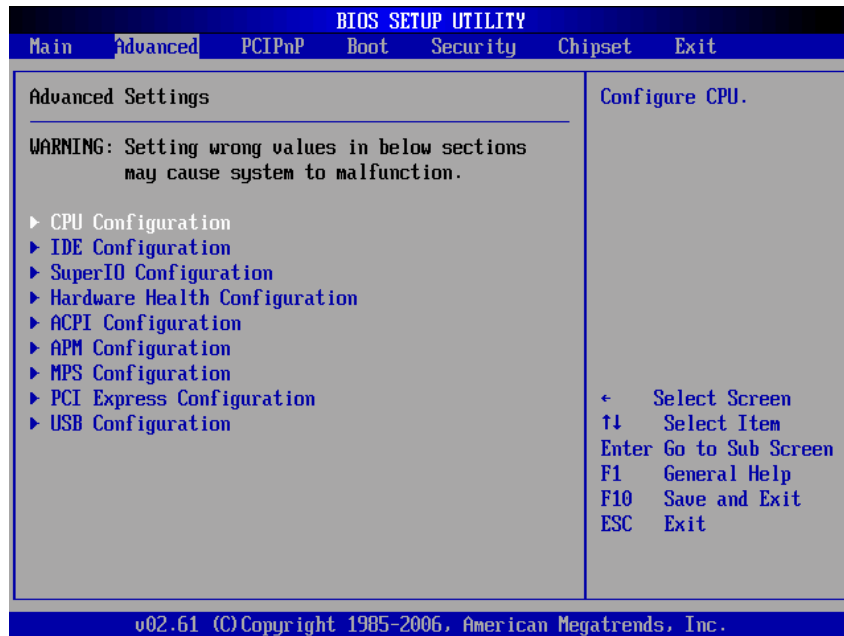 BIOS SETUP UTILITY
Main Advanced PCIPnP Boot Security Chipset Exit
Advanced Settings
WARNING: Setting wrong values in below sections
may cause system to malfunction.
▶ CPU Configuration
▶ IDE Configuration
▶ SuperIO Configuration
▶ Hardware Health Configuration
▶ ACPI Configuration
▶ APM Configuration
▶ MPS Configuration
▶ PCI Express Configuration
▶ USB Configuration
Configure CPU.
← Select Screen
↑↓ Select Item
Enter Go to Sub Screen
F1 General Help
F10 Save and Exit
ESC Exit
v02.61 (C)Copyright 1985-2006, American Megatrends, Inc.